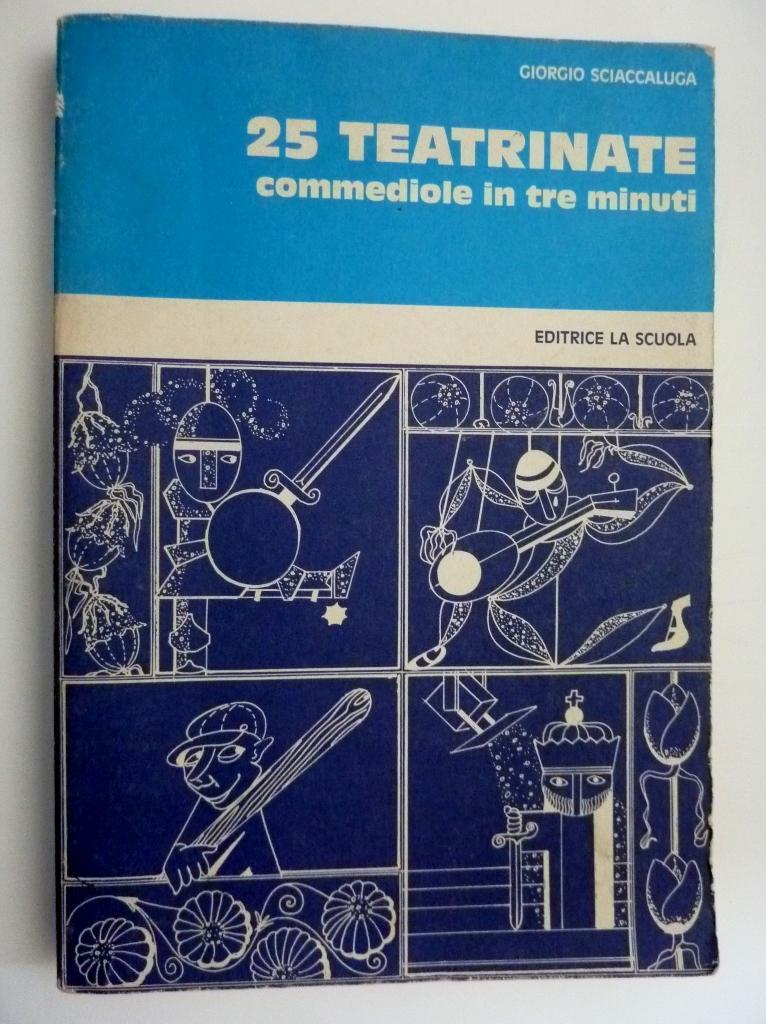 GIORGIO SCIACCALUGA
25 TEATRINATE
commediole in tre minuti
EDITRICE LA SCUOLA